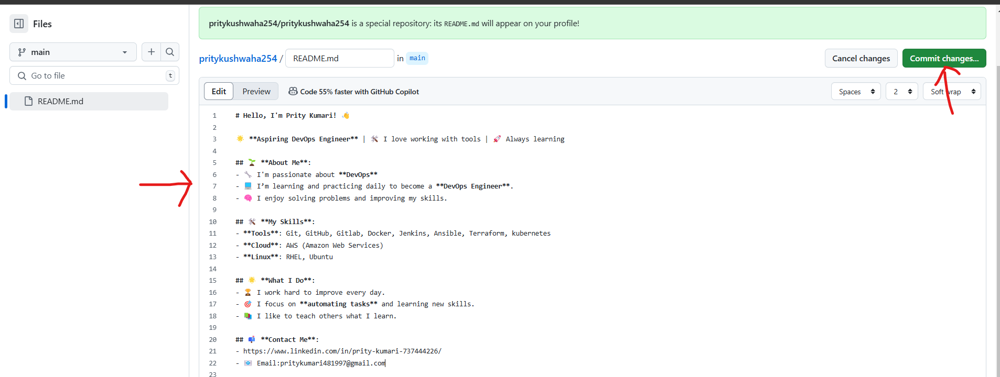 Files
pritykushwaha254/pritykushwaha254 is a special repository: its README.md will appear on your profile!
main
pritykushwaha254 / README.md in main
Cancel changes
Commit changes...
Go to file
t
Edit
Preview
Code 55% faster with GitHub Copilot
Spaces
2
Soft wrap
README.md
1 # Hello, I'm Prity Kumari! 👋
2
3 🌟 **Aspiring DevOps Engineer** | 🛠️ I love working with tools | 🚀 Always learning
4
5 ## 🌱 **About Me**:
6 - 🔧 I'm passionate about **DevOps**
7 - 💻 I’m learning and practicing daily to become a **DevOps Engineer**.
8 - 🧠 I enjoy solving problems and improving my skills.
9
10 ## 🛠️ **My Skills**:
11 - **Tools**: Git, GitHub, Gitlab, Docker, Jenkins, Ansible, Terraform, kubernetes
12 - **Cloud**: AWS (Amazon Web Services)
13 - **Linux**: RHEL, Ubuntu
14
15 ## 🌟 **What I Do**:
16 - 🏆 I work hard to improve every day.
17 - 🎯 I focus on **automating tasks** and learning new skills.
18 - 📚 I like to teach others what I learn.
19
20 ## 📬 **Contact Me**:
21 - https://www.linkedin.com/in/prity-kumari-737444226/
22 - 📧 Email:pritykumari481997@gmail.com
23